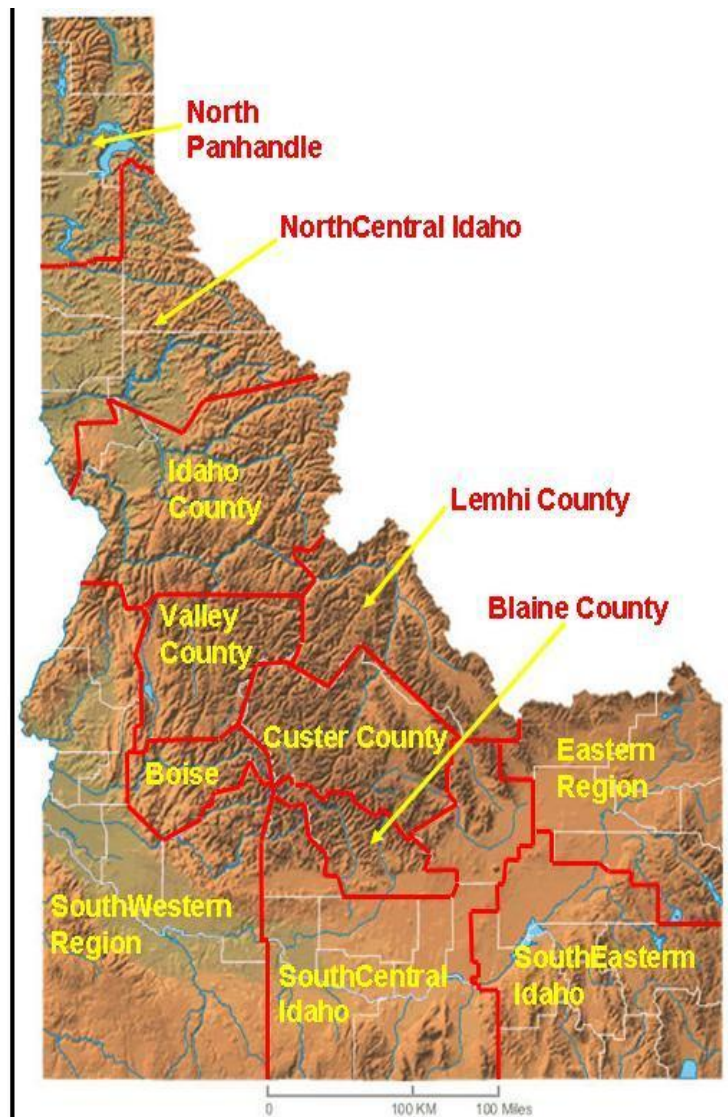 North
Panhandle
NorthCentral Idaho
Idaho
County
Lemhi County
Valley
County
Blaine County
Custer County
Eastern
Region
Boise
SouthWestern
Region
SouthCentral
Idaho
SouthEastern
Idaho
0 100 KM 100 Miles